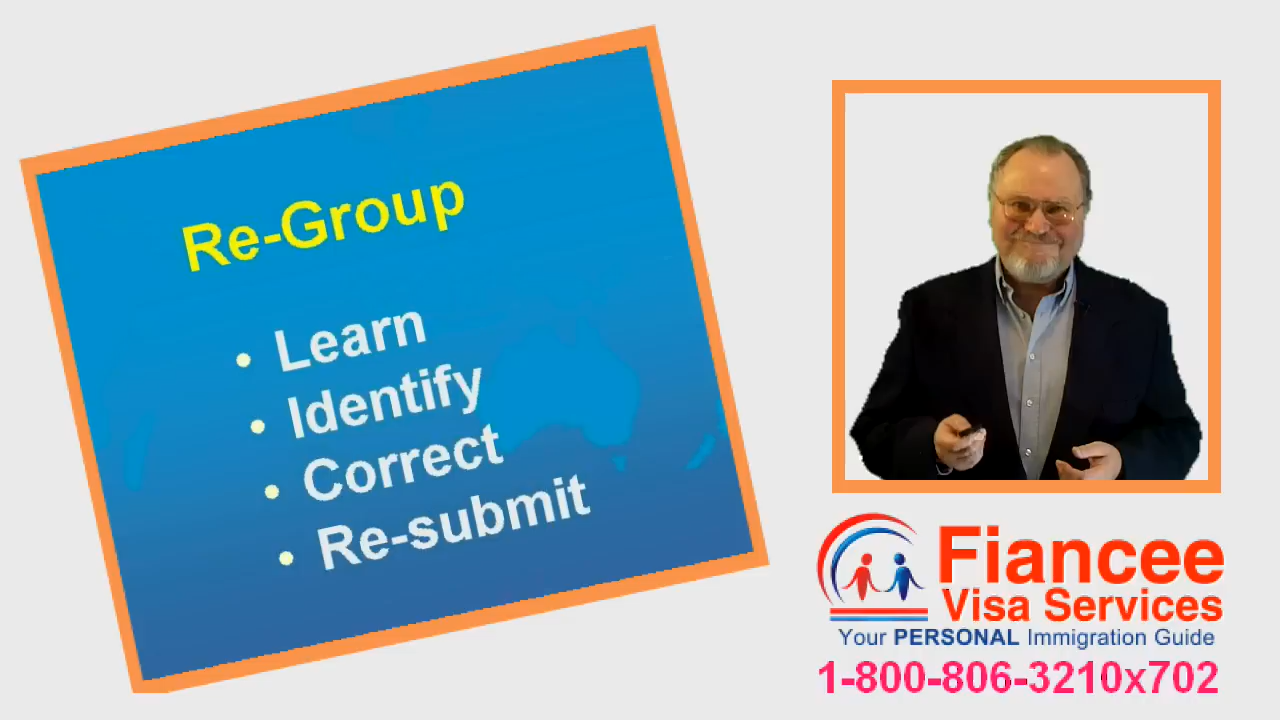 Re-Group
• Learn
• Identify
• Correct
• Re-submit
Fiancee
Visa Services
Your PERSONAL Immigration Guide
1-800-806-3210x702